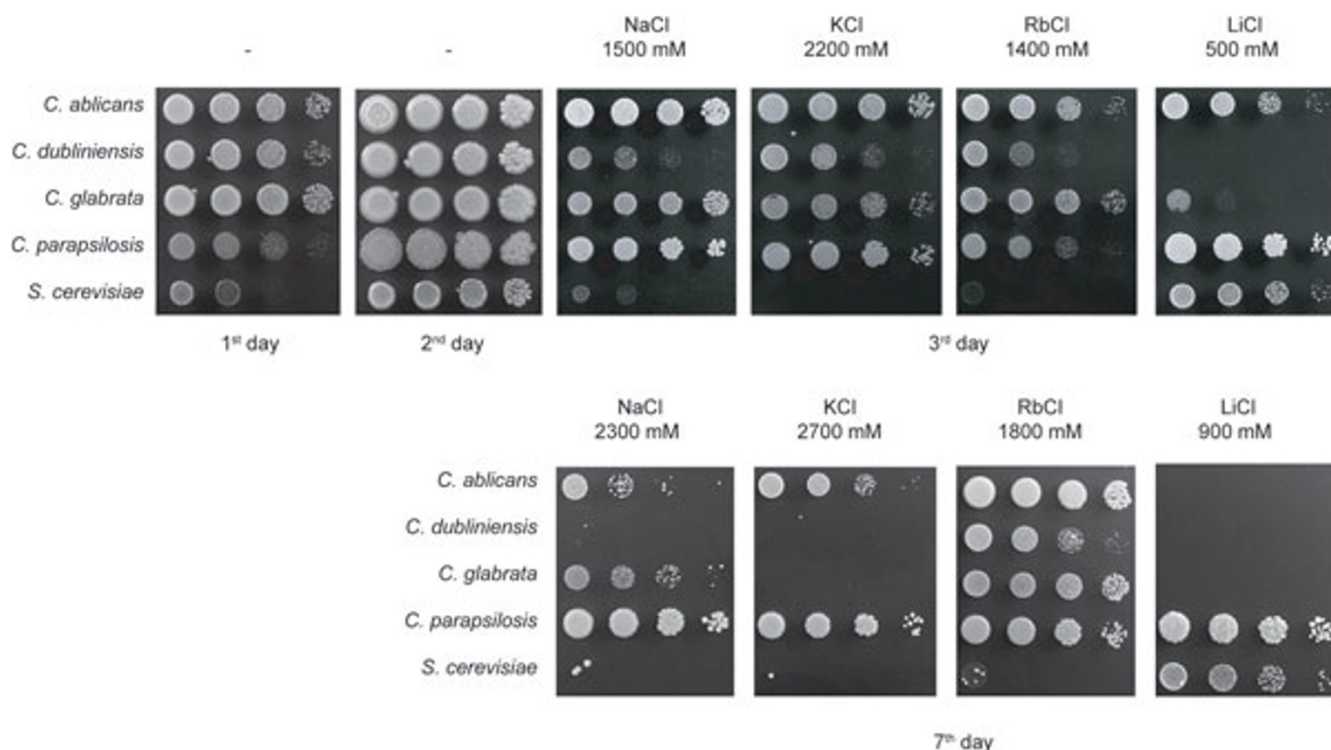 - -
NaCl KCl RbCl LiCl
1500 mM 2200 mM 1400 mM 500 mM
C. ablicans
C. dubliniensis
C. glabrata
C. parapsilosis
S. cerevisiae
1st day 2nd day 3rd day
NaCl KCl RbCl LiCl
2300 mM 2700 mM 1800 mM 900 mM
C. ablicans
C. dubliniensis
C. glabrata
C. parapsilosis
S. cerevisiae
7th day